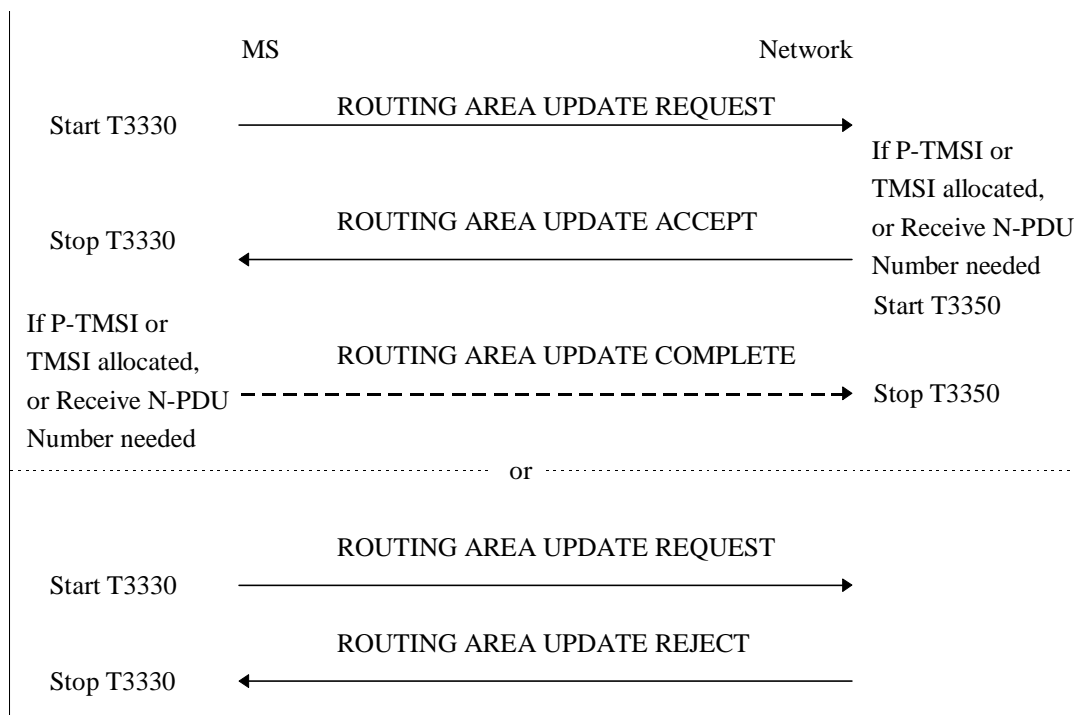 MS
Network
ROUTING AREA UPDATE REQUEST
Start T3330
If P-TMSI or
TMSI allocated,
or Receive N-PDU
Number needed
Start T3350
ROUTING AREA UPDATE ACCEPT
Stop T3330
If P-TMSI or
TMSI allocated,
or Receive N-PDU
Number needed
ROUTING AREA UPDATE COMPLETE
Stop T3350
or
ROUTING AREA UPDATE REQUEST
Start T3330
ROUTING AREA UPDATE REJECT
Stop T3330